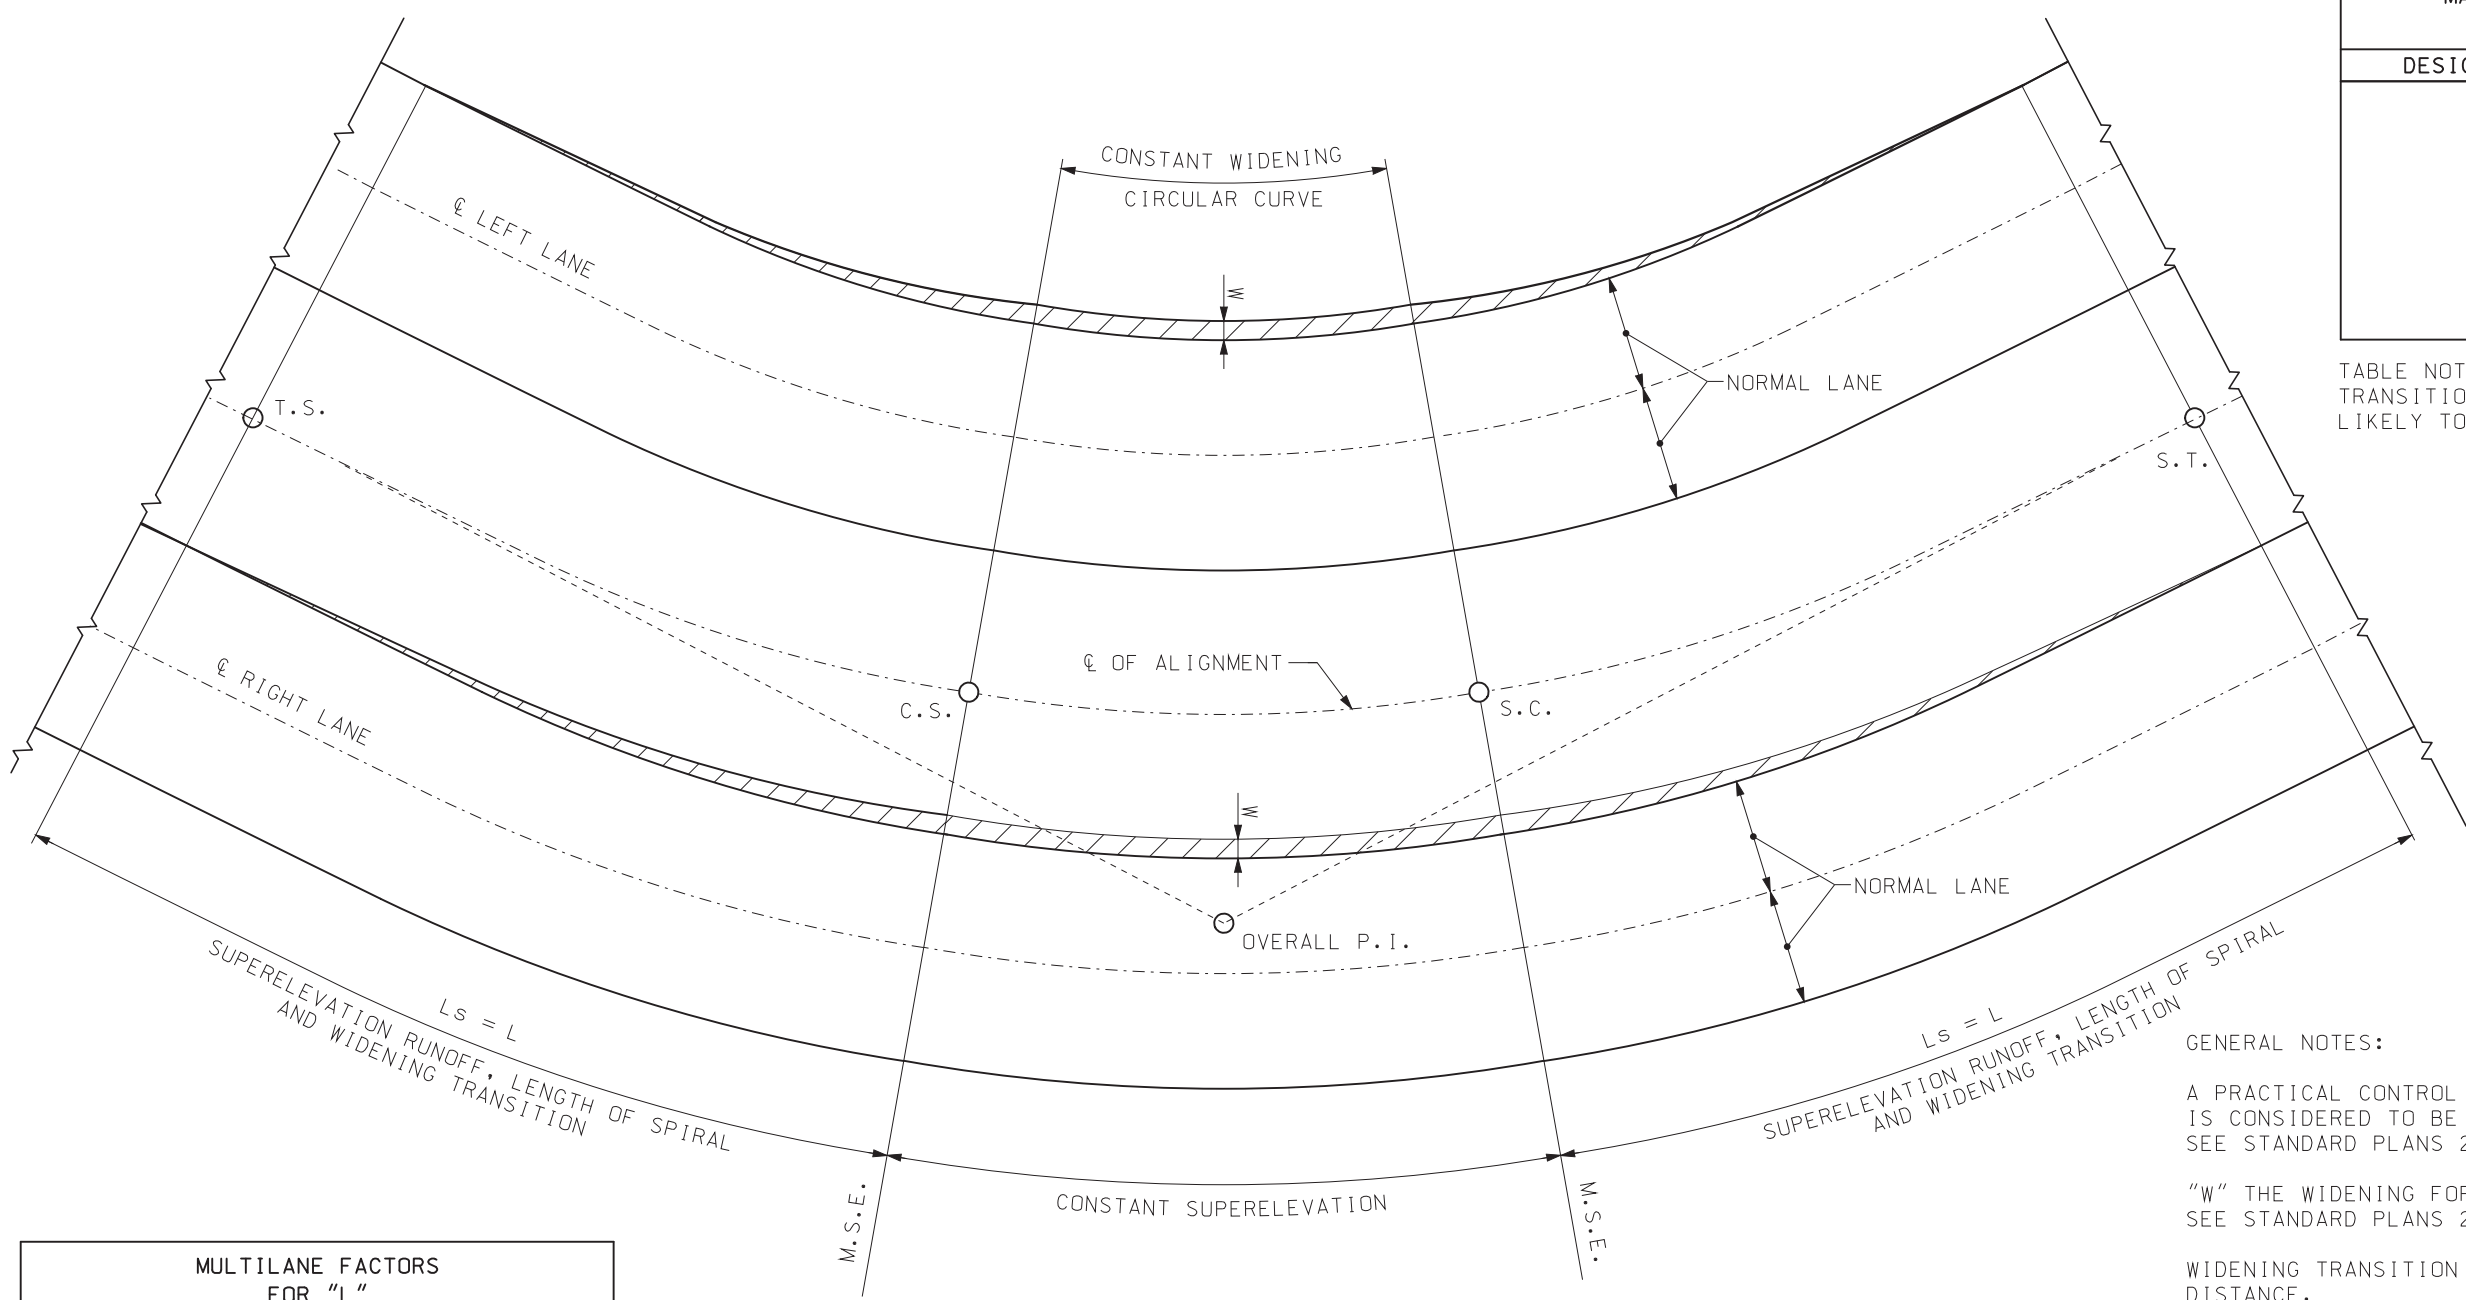 CONSTANT WIDENING
CIRCULAR CURVE
℄ LEFT LANE
W
NORMAL LANE
T.S.
S.T.
℄ OF ALIGNMENT
C.S.
S.C.
℄ RIGHT LANE
W
NORMAL LANE
OVERALL P.I.
Ls = L
SUPERELEVATION RUNOFF, LENGTH OF SPIRAL
AND WIDENING TRANSITION
Ls = L
SUPERELEVATION RUNOFF, LENGTH OF SPIRAL
AND WIDENING TRANSITION
CONSTANT SUPERELEVATION
M.S.E.
M.S.E.
MULTILANE FACTORS
FOR "L"
TABLE NOT
TRANSITIO
LIKELY TO
GENERAL NOTES:
A PRACTICAL CONTROL
IS CONSIDERED TO BE
SEE STANDARD PLANS 2
"W" THE WIDENING FOR
SEE STANDARD PLANS 2
WIDENING TRANSITION
DISTANCE.